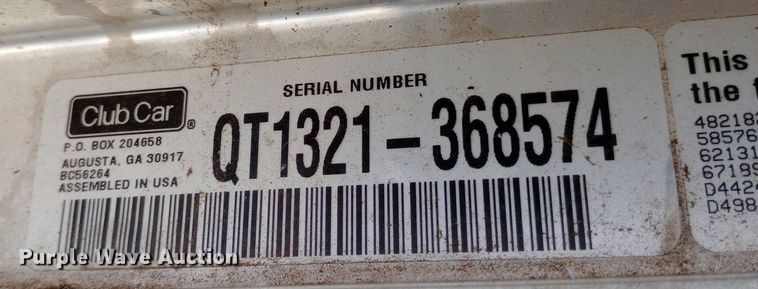 SERIAL NUMBER
Club Car®
QT1321-368574
P.O. BOX 204658
AUGUSTA, GA 30917
BC56264
ASSEMBLED IN USA
This
the
Purple Wave Auction